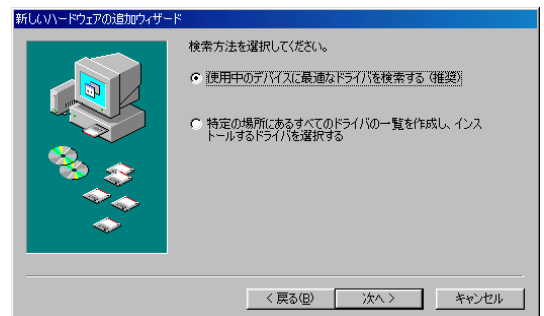 新しいハードウェアの追加ウィザード
検索方法を選択してください。
使用中のデバイスに最適なドライバを検索する (推奨)
特定の場所にあるすべてのドライバの一覧を作成し、インス
トールするドライバを選択する
< 戻る(B)
次へ >
キャンセル